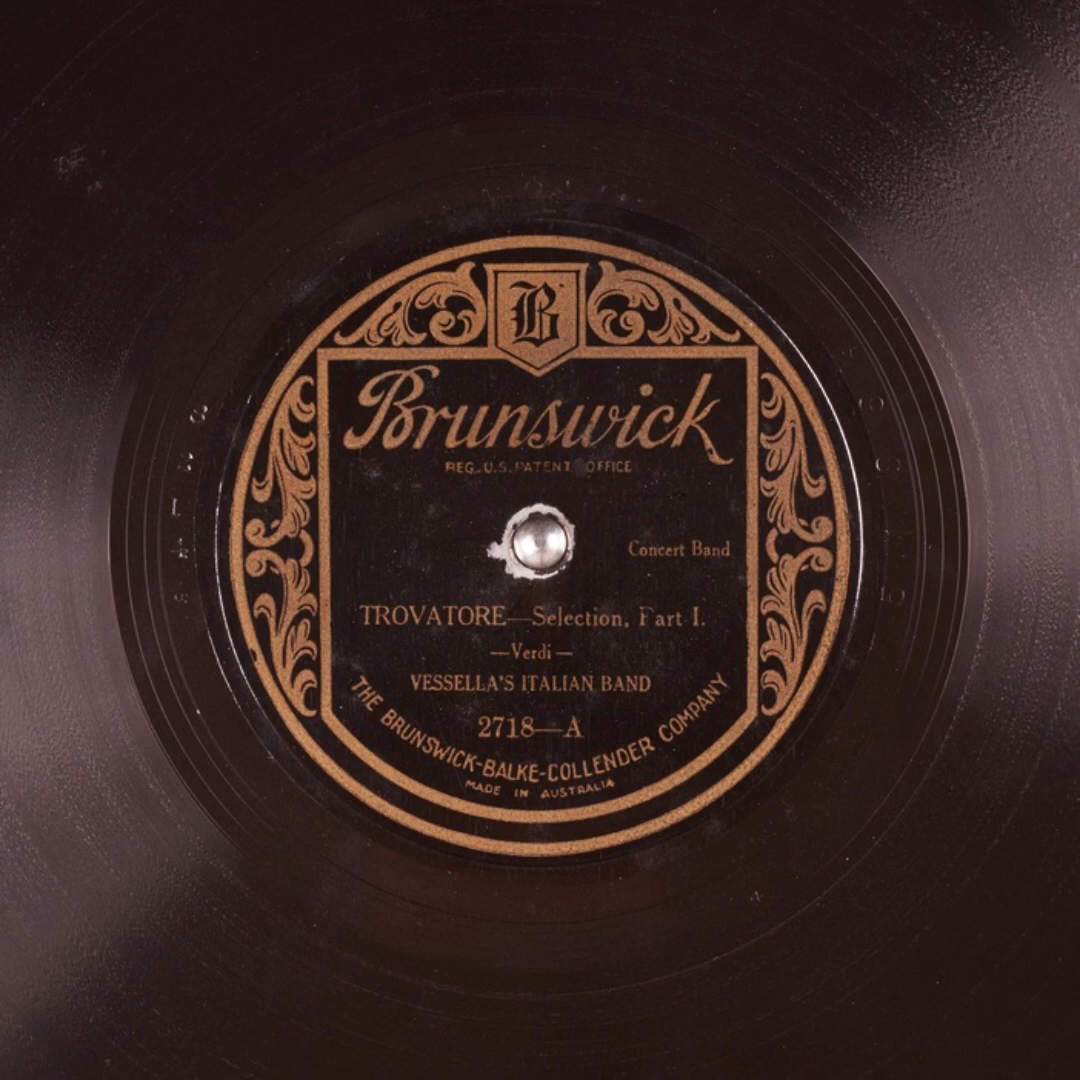 B
Brunswick
REG. U.S. PATENT OFFICE
Concert Band
TROVATORE—Selection, Part I.
—Verdi—
VESSELLA'S ITALIAN BAND
2718—A
THE BRUNSWICK-BALKE-COLLENDER COMPANY
MADE IN AUSTRALIA